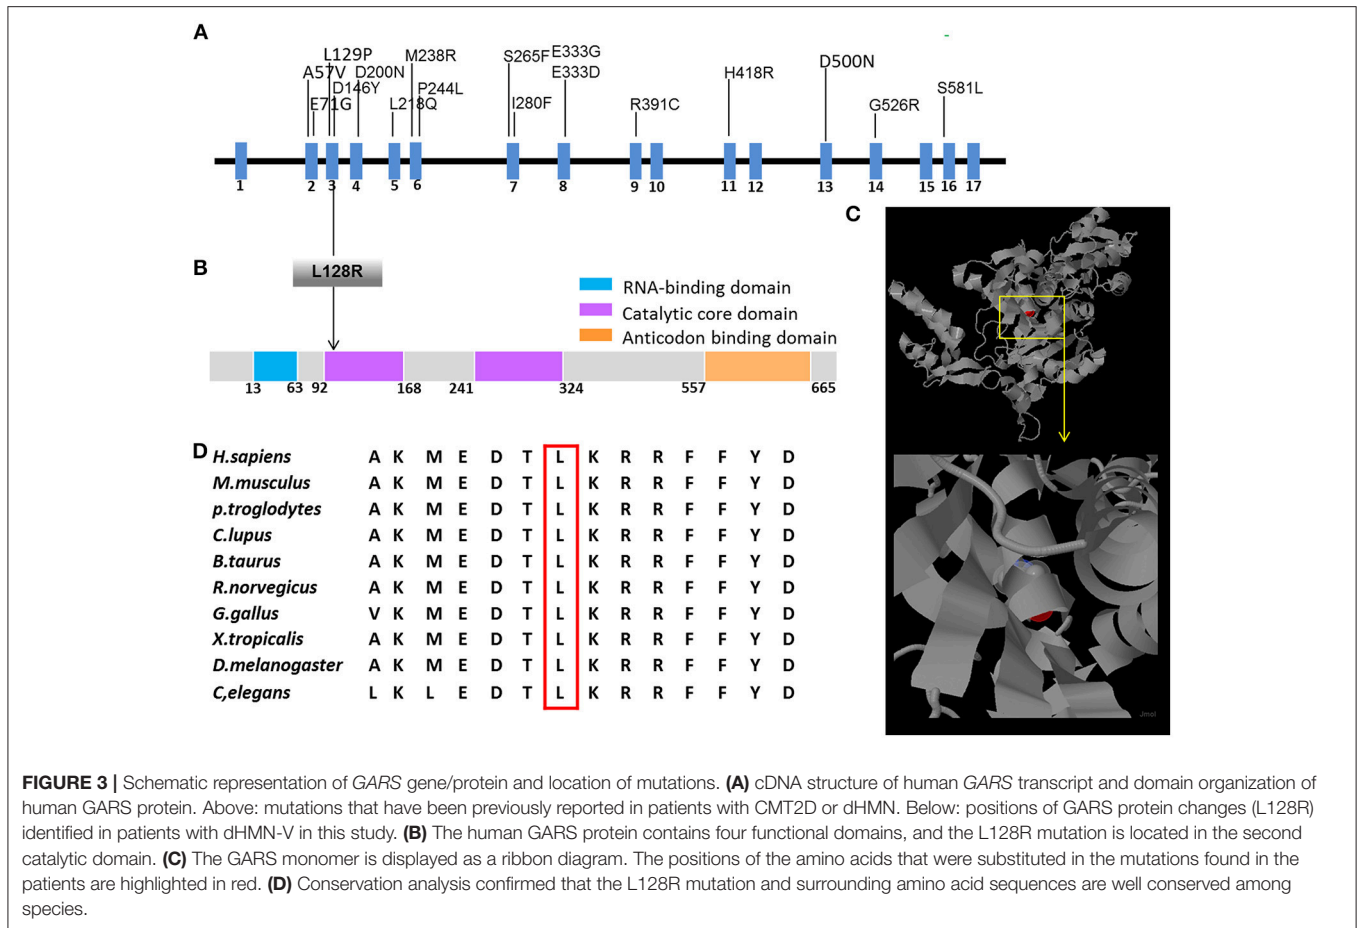 A
L129P
M238R
S265F
E333G
A57V
D200N
E333D
H418R
D500N
D146Y
P244L
S581L
E71G
L218Q
I280F
R391C
G526R
1 2 3 4 5 6 7 8 9 10 11 12 13 14 15 16 17
C
B
L128R
RNA-binding domain
Catalytic core domain
Anticodon binding domain
13 63 92 168 241 324 557 665
D
H.sapiens A K M E D T L K R R F F Y D
M.musculus A K M E D T L K R R F F Y D
p.troglodytes A K M E D T L K R R F F Y D
C.lupus A K M E D T L K R R F F Y D
B.taurus A K M E D T L K R R F F Y D
R.norvegicus A K M E D T L K R R F F Y D
G.gallus V K M E D T L K R R F F Y D
X.tropicalis A K M E D T L K R R F F Y D
D.melanogaster A K M E D T L K R R F F Y D
C,elegans L K L E D T L K R R F F Y D
Jmol
FIGURE 3 | Schematic representation of GARS gene/protein and location of mutations. (A) cDNA structure of human GARS transcript and domain organization of
human GARS protein. Above: mutations that have been previously reported in patients with CMT2D or dHMN. Below: positions of GARS protein changes (L128R)
identified in patients with dHMN-V in this study. (B) The human GARS protein contains four functional domains, and the L128R mutation is located in the second
catalytic domain. (C) The GARS monomer is displayed as a ribbon diagram. The positions of the amino acids that were substituted in the mutations found in the
patients are highlighted in red. (D) Conservation analysis confirmed that the L128R mutation and surrounding amino acid sequences are well conserved among
species.